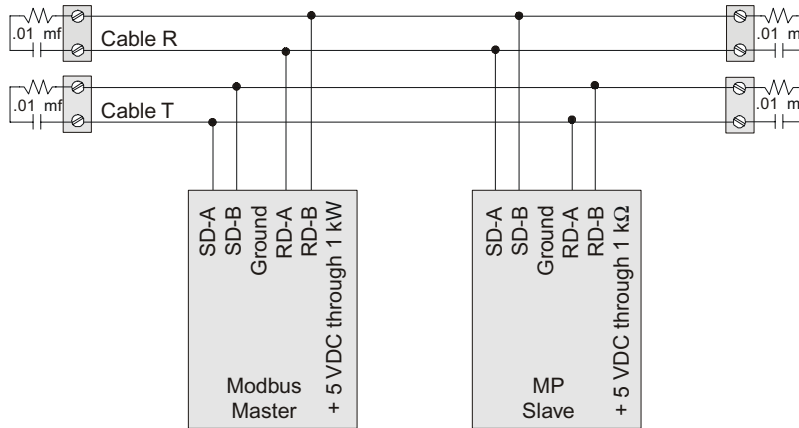 .01 mf
Cable R
.01 mf
.01 mf
Cable T
.01 mf
SD-A
SD-B
Ground
RD-A
RD-B
+ 5 VDC through 1 kW
Modbus
Master
SD-A
SD-B
Ground
RD-A
RD-B
+ 5 VDC through 1 kΩ
MP
Slave